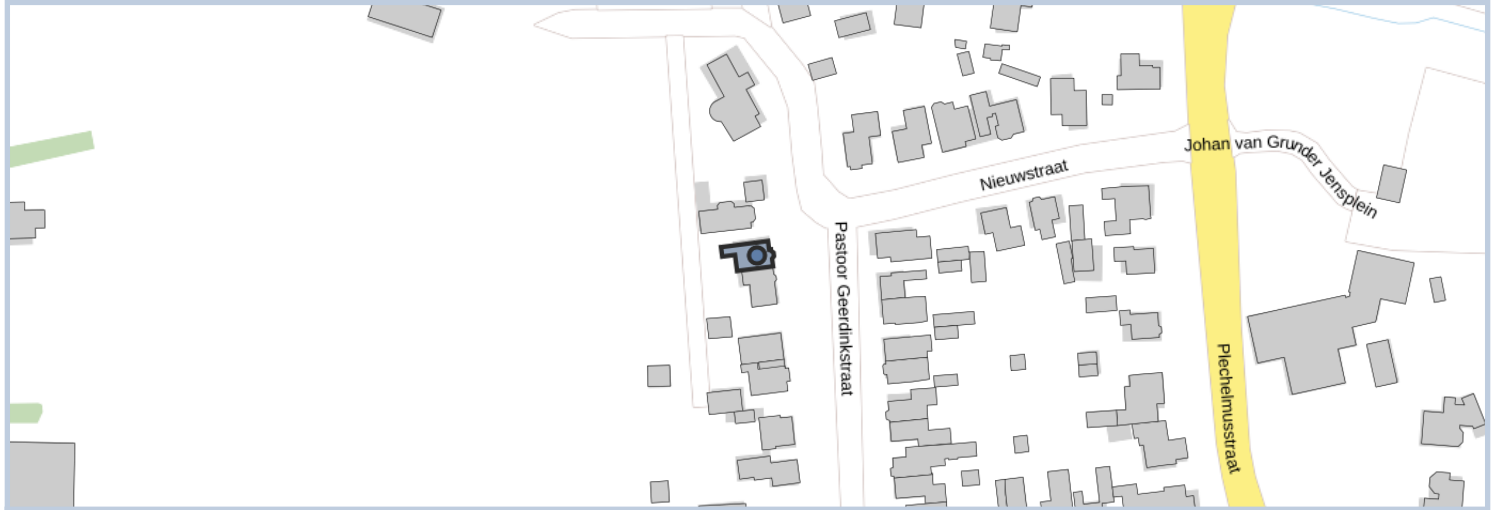 Johan van Grunder Jensplein
Nieuwstraat
Pastoor Geerdinkstraat
Plechelmusstraat